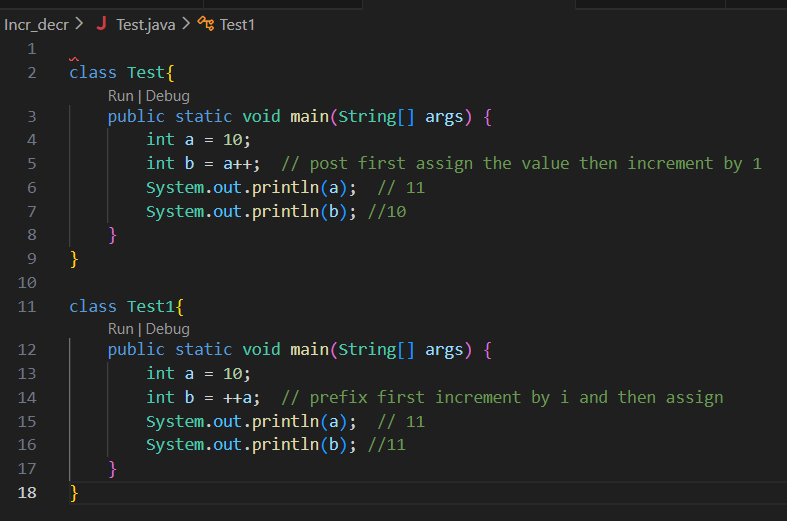 Incr_decr > J Test.java > Test1
1
2 class Test{
Run | Debug
3 public static void main(String[] args) {
4 int a = 10;
5 int b = a++; // post first assign the value then increment by 1
6 System.out.println(a); // 11
7 System.out.println(b); //10
8 }
9 }
10
11 class Test1{
Run | Debug
12 public static void main(String[] args) {
13 int a = 10;
14 int b = ++a; // prefix first increment by i and then assign
15 System.out.println(a); // 11
16 System.out.println(b); //11
17 }
18 }